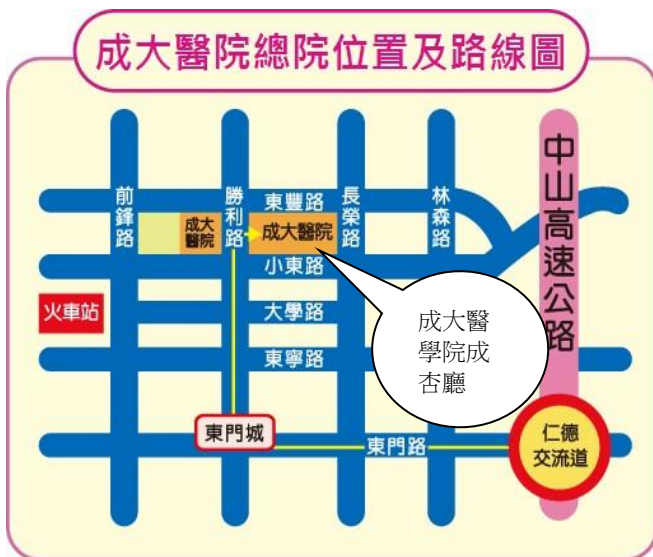 成大醫院總院位置及路線圖
前鋒路
勝利路
東豐路
長榮路
林森路
中山高速公路
成大
醫院
成大醫院
小東路
火車站
大學路
成大醫
學院成
杏廳
東寧路
東門城
東門路
仁德
交流道